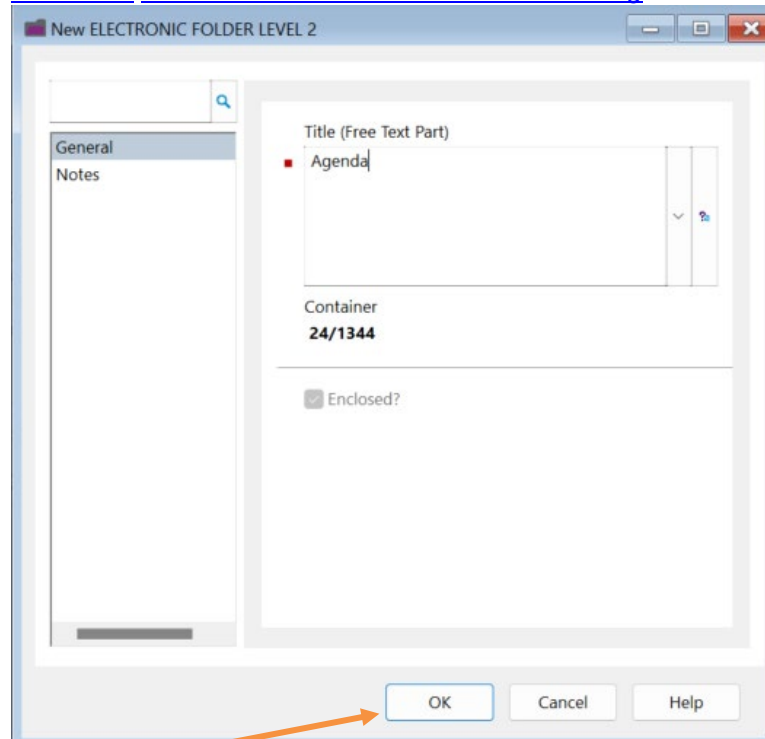 New ELECTRONIC FOLDER LEVEL 2
General
Notes
Title (Free Text Part)
Agenda
Container
24/1344
Enclosed?
OK Cancel Help